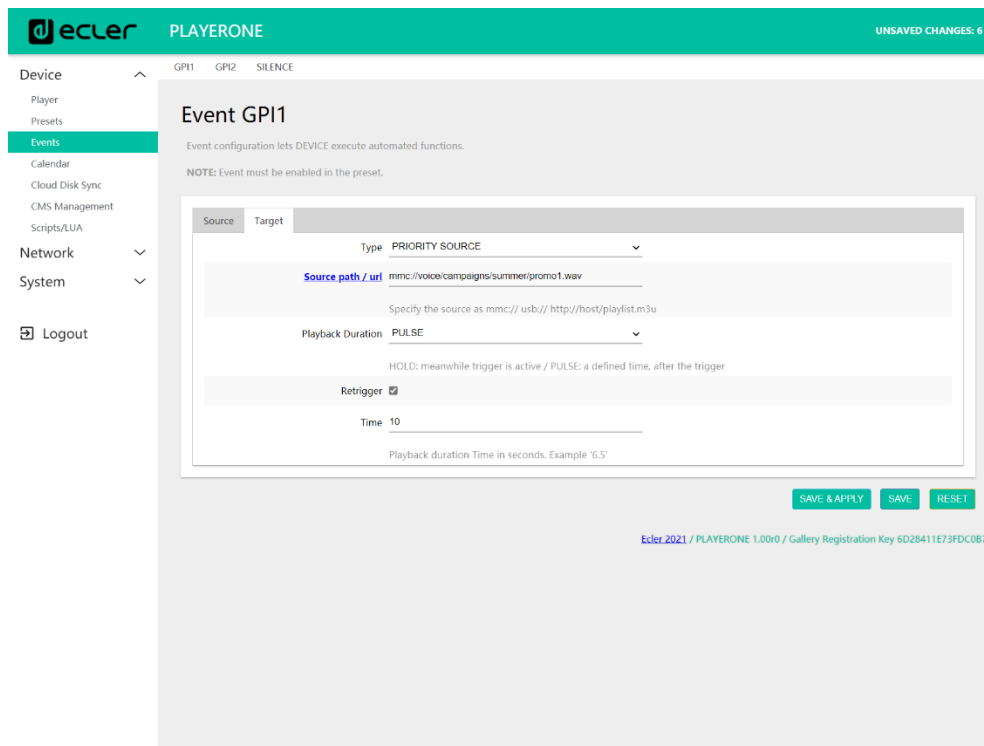 ecler
PLAYERONE
UNSAVED CHANGES: 6
Device
Player
Presets
Events
Calendar
Cloud Disk Sync
CMS Management
Scripts/LUA
Network
System
Logout
GPI1 GPI2 SILENCE
Event GPI1
Event configuration lets DEVICE execute automated functions.
NOTE: Event must be enabled in the preset.
Source Target
Type PRIORITY SOURCE
Source path / url mmc://voice/campaigns/summer/promo1.wav
Specify the source as mmc:// usb:// http://host/playlist.m3u
Playback Duration PULSE
HOLD: meanwhile trigger is active / PULSE: a defined time, after the trigger
Retrigger
Time 10
Playback duration Time in seconds. Example '6.5'
SAVE & APPLY SAVE RESET
Ecler 2021 / PLAYERONE 1.00r0 / Gallery Registration Key 6D28411E73FDC0B7